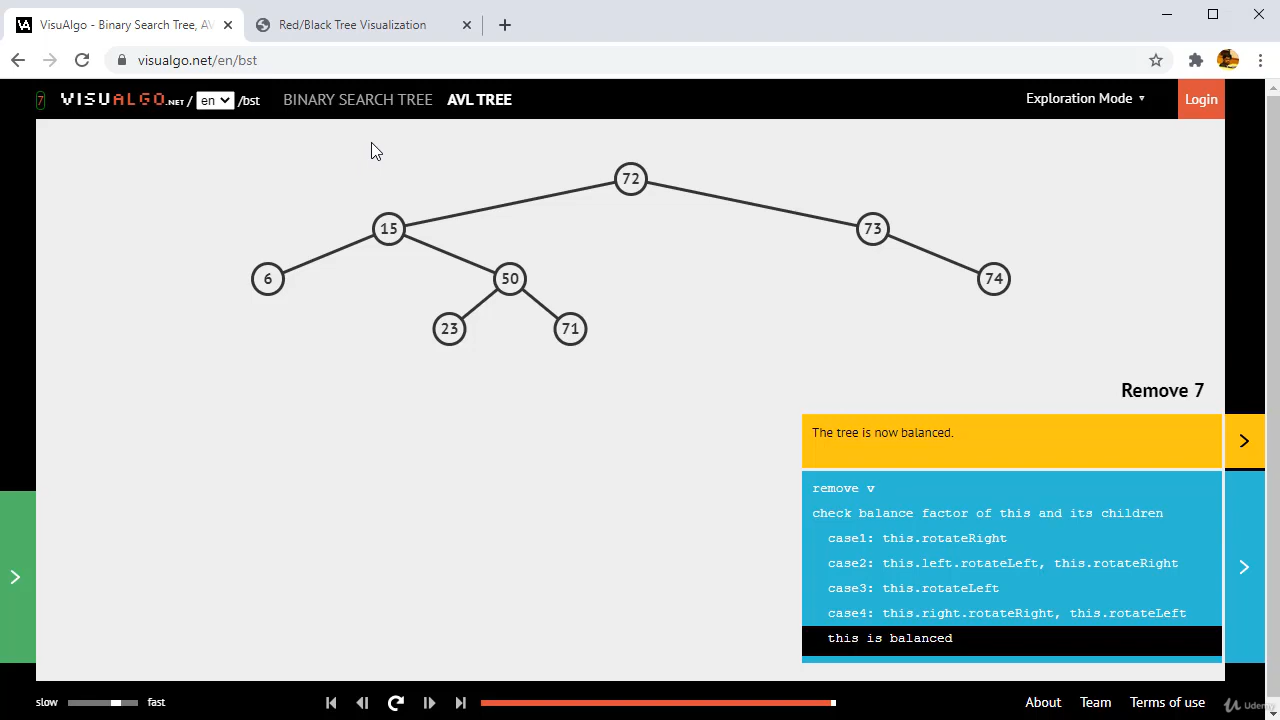 VisuAlgo - Binary Search Tree, AV
Red/Black Tree Visualization
visualgo.net/en/bst
7 VISUALGO.NET / en /bst BINARY SEARCH TREE AVL TREE Exploration Mode Login
72
15 73
6 50 74
23 71
Remove 7
The tree is now balanced.
remove v
check balance factor of this and its children
case1: this.rotateRight
case2: this.left.rotateLeft, this.rotateRight
case3: this.rotateLeft
case4: this.right.rotateRight, this.rotateLeft
this is balanced
slow fast About Team Terms of use
Udemy